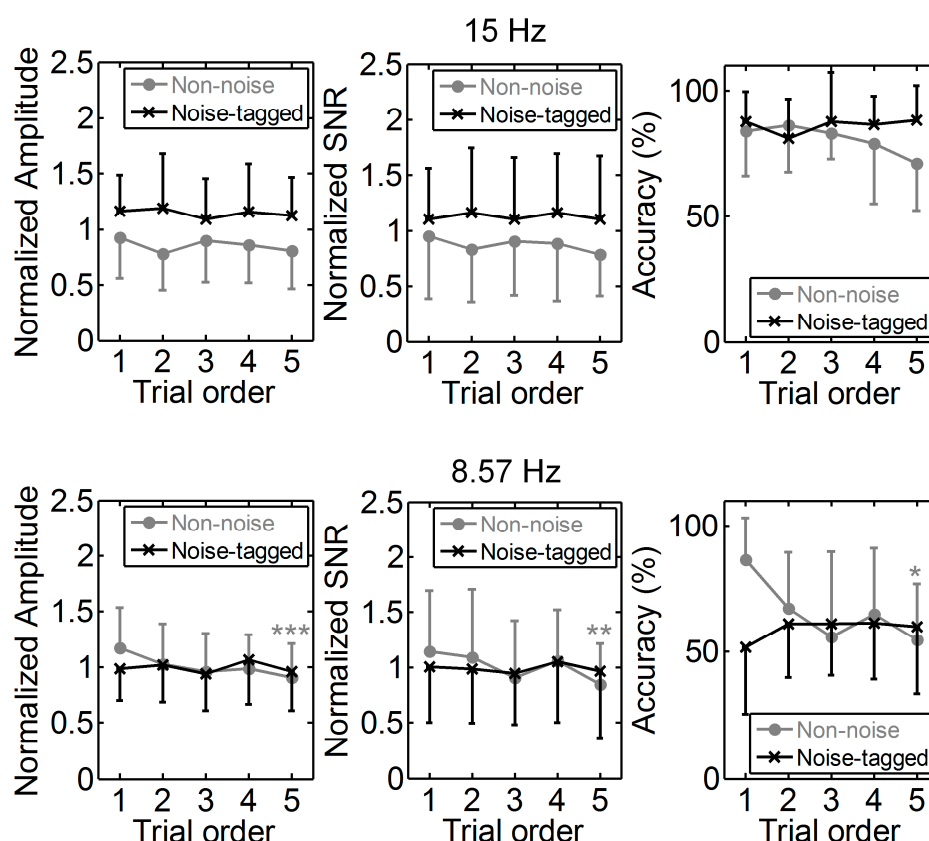 15 Hz
Normalized Amplitude
2.5
2
1.5
1
0.5
0
Non-noise
Noise-tagged
1 2 3 4 5
Trial order
Normalized SNR
2.5
2
1.5
1
0.5
0
Non-noise
Noise-tagged
1 2 3 4 5
Trial order
Accuracy (%)
100
50
0
Non-noise
Noise-tagged
1 2 3 4 5
Trial order
8.57 Hz
Normalized Amplitude
2.5
2
1.5
1
0.5
0
Non-noise
Noise-tagged
***
1 2 3 4 5
Trial order
Normalized SNR
2.5
2
1.5
1
0.5
0
Non-noise
Noise-tagged
**
1 2 3 4 5
Trial order
Accuracy (%)
100
50
0
*
Non-noise
Noise-tagged
1 2 3 4 5
Trial order